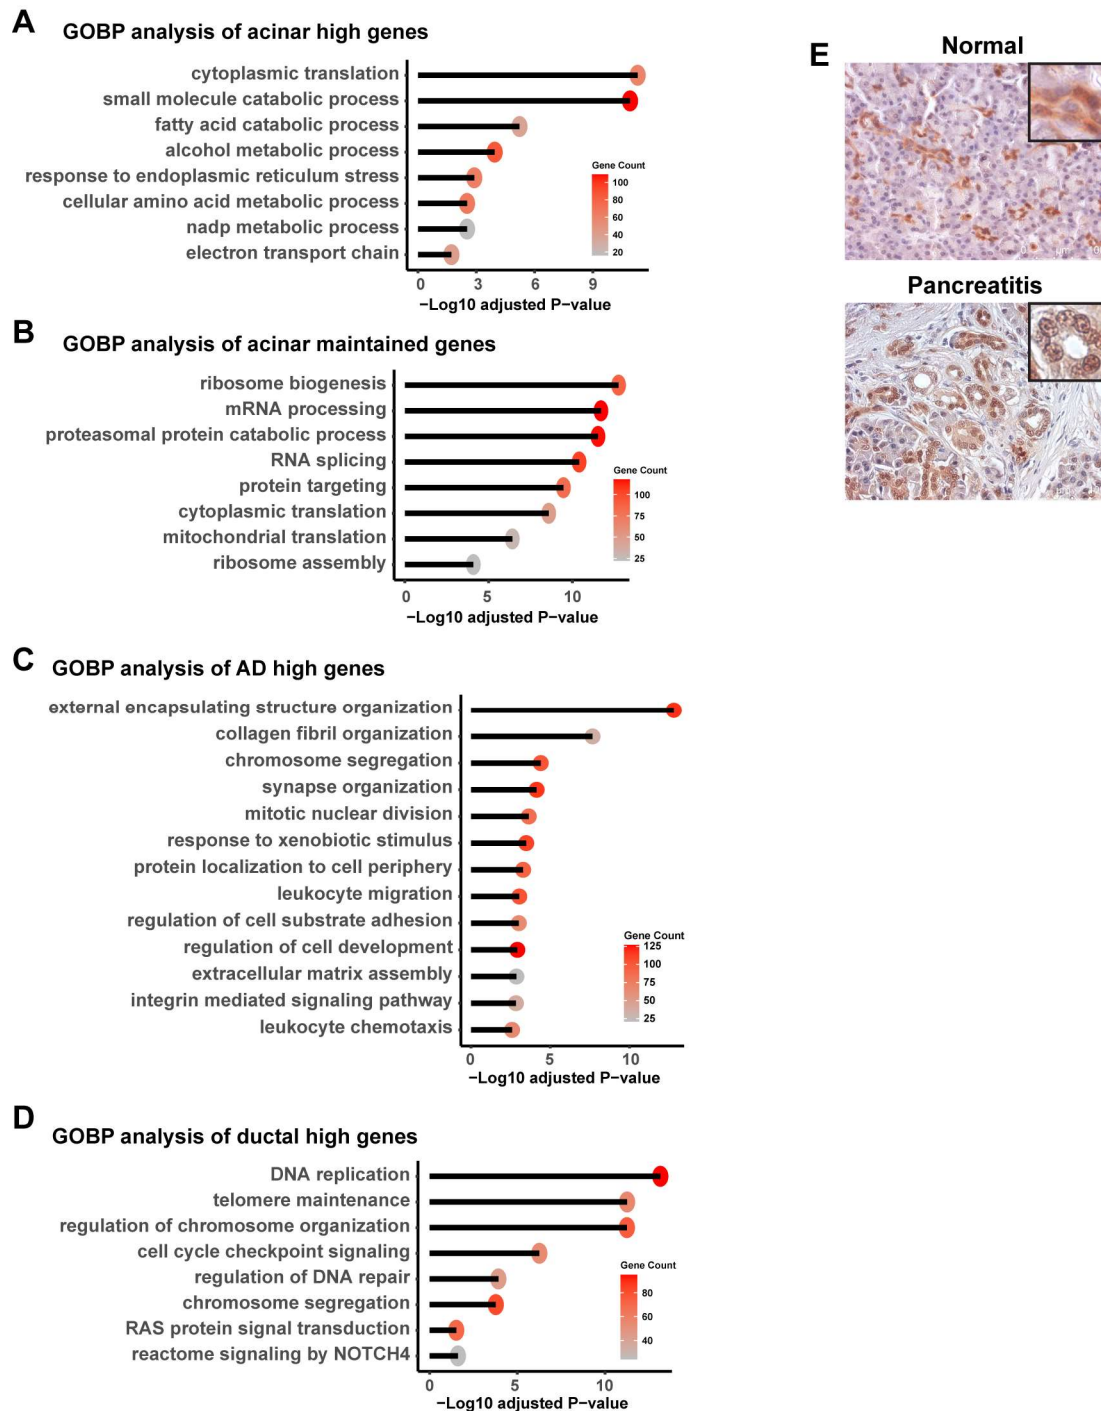 A
GOBP analysis of acinar high genes
cytoplasmic translation
small molecule catabolic process
fatty acid catabolic process
alcohol metabolic process
response to endoplasmic reticulum stress
cellular amino acid metabolic process
nadp metabolic process
electron transport chain
Gene Count
100
80
60
40
20
0 3 6 9
−Log10 adjusted P−value
B
GOBP analysis of acinar maintained genes
ribosome biogenesis
mRNA processing
proteasomal protein catabolic process
RNA splicing
protein targeting
cytoplasmic translation
mitochondrial translation
ribosome assembly
Gene Count
100
75
50
25
0 5 10
−Log10 adjusted P−value
C
GOBP analysis of AD high genes
external encapsulating structure organization
collagen fibril organization
chromosome segregation
synapse organization
mitotic nuclear division
response to xenobiotic stimulus
protein localization to cell periphery
leukocyte migration
regulation of cell substrate adhesion
regulation of cell development
extracellular matrix assembly
integrin mediated signaling pathway
leukocyte chemotaxis
Gene Count
125
100
75
50
25
0 5 10
−Log10 adjusted P−value
D
GOBP analysis of ductal high genes
DNA replication
telomere maintenance
regulation of chromosome organization
cell cycle checkpoint signaling
regulation of DNA repair
chromosome segregation
RAS protein signal transduction
reactome signaling by NOTCH4
Gene Count
80
60
40
0 5 10
−Log10 adjusted P−value
E
Normal
Pancreatitis